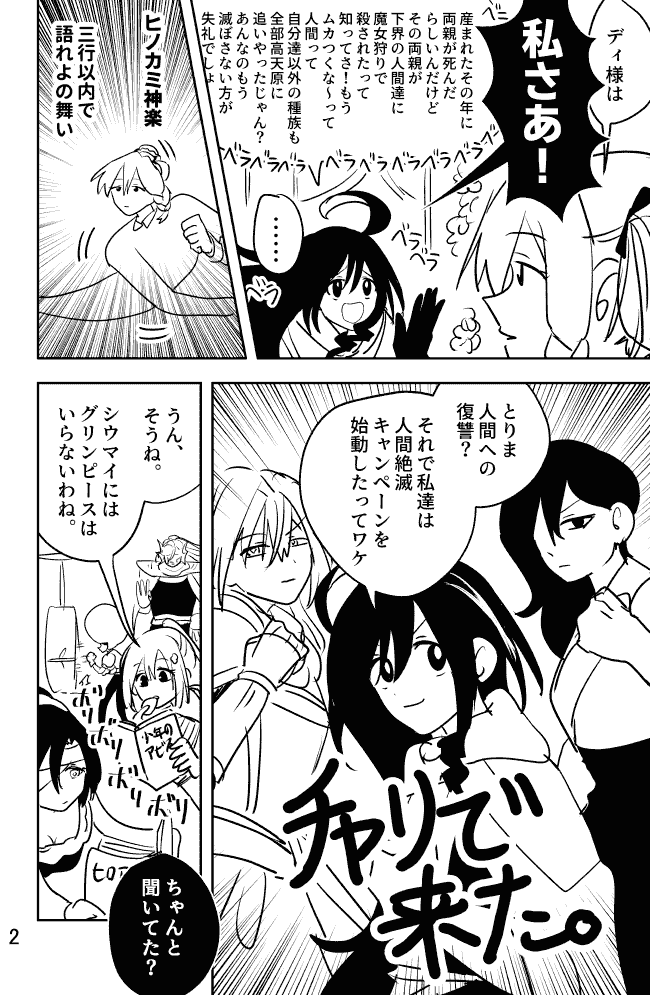 ディ様は
私さあ！
産まれたその年に
両親が死んだ
らしいんだけど
その両親が
下界の人間達に
魔女狩りで
殺されたって
知ってさ！もう
ムカつくな～って
人間って
自分達以外の種族も
全部高天原に
追いやったじゃん？
あんなのもう
滅ぼさない方が
失礼でしょ
ベラベラベラベラベラベラベラ
ベラ
ベラ
……
ヒノカミ神楽
三行以内で
語れよの舞い
とりま
人間への
復讐？
それで私達は
人間絶滅
キャンペーンを
始動したってワケ
チャリで
来た。
うん、
そうね。
シウマイには
グリンピースは
いらないわね。
ボリ
ボリ
ボリ
ボリ
少年の
アビ
ちゃんと
聞いてた？
2